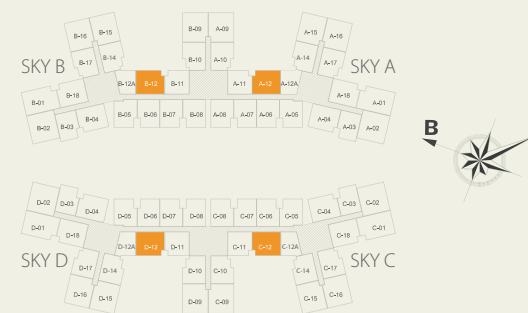 B-16 B-15 B-09 A-09 A-15 A-16
B-17 B-14 B-10 A-10 A-14 A-17
SKY B SKY A
B-18 B-12A B-12 B-11 A-11 A-12 A-12A A-18
B-01 A-01
B-02 B-03 B-04 B-05 B-06 B-07 B-08 A-08 A-07 A-06 A-05 A-04 A-03 A-02
B
D-02 D-03 D-04 D-05 D-06 D-07 D-08 C-08 C-07 C-06 C-05 C-04 C-03 C-02
D-01 C-01
D-18 D-12A D-12 D-11 C-11 C-12 C-12A C-18
SKY D SKY C
D-17 D-14 D-10 C-10 C-14 C-17
D-16 D-15 D-09 C-09 C-15 C-16